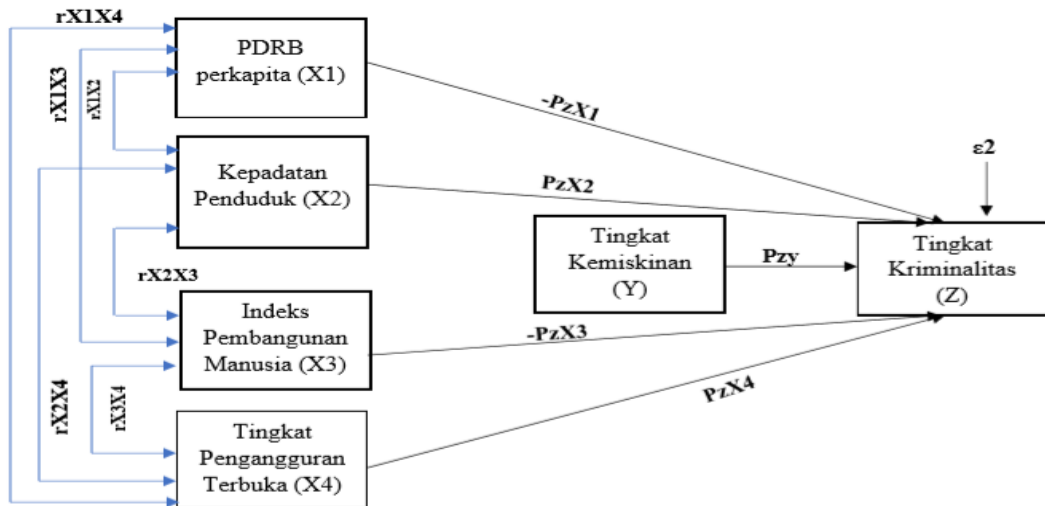 rX1X4
PDRB
perkapita (X1)
rX1X3
rX1X2
-PzX1
Kepadatan
Penduduk (X2)
PzX2
ε2
Tingkat
Kemiskinan
(Y)
Pzy
Tingkat
Kriminalitas
(Z)
rX2X3
Indeks
Pembangunan
Manusia (X3)
-PzX3
rX2X4
rX3X4
PzX4
Tingkat
Pengangguran
Terbuka (X4)